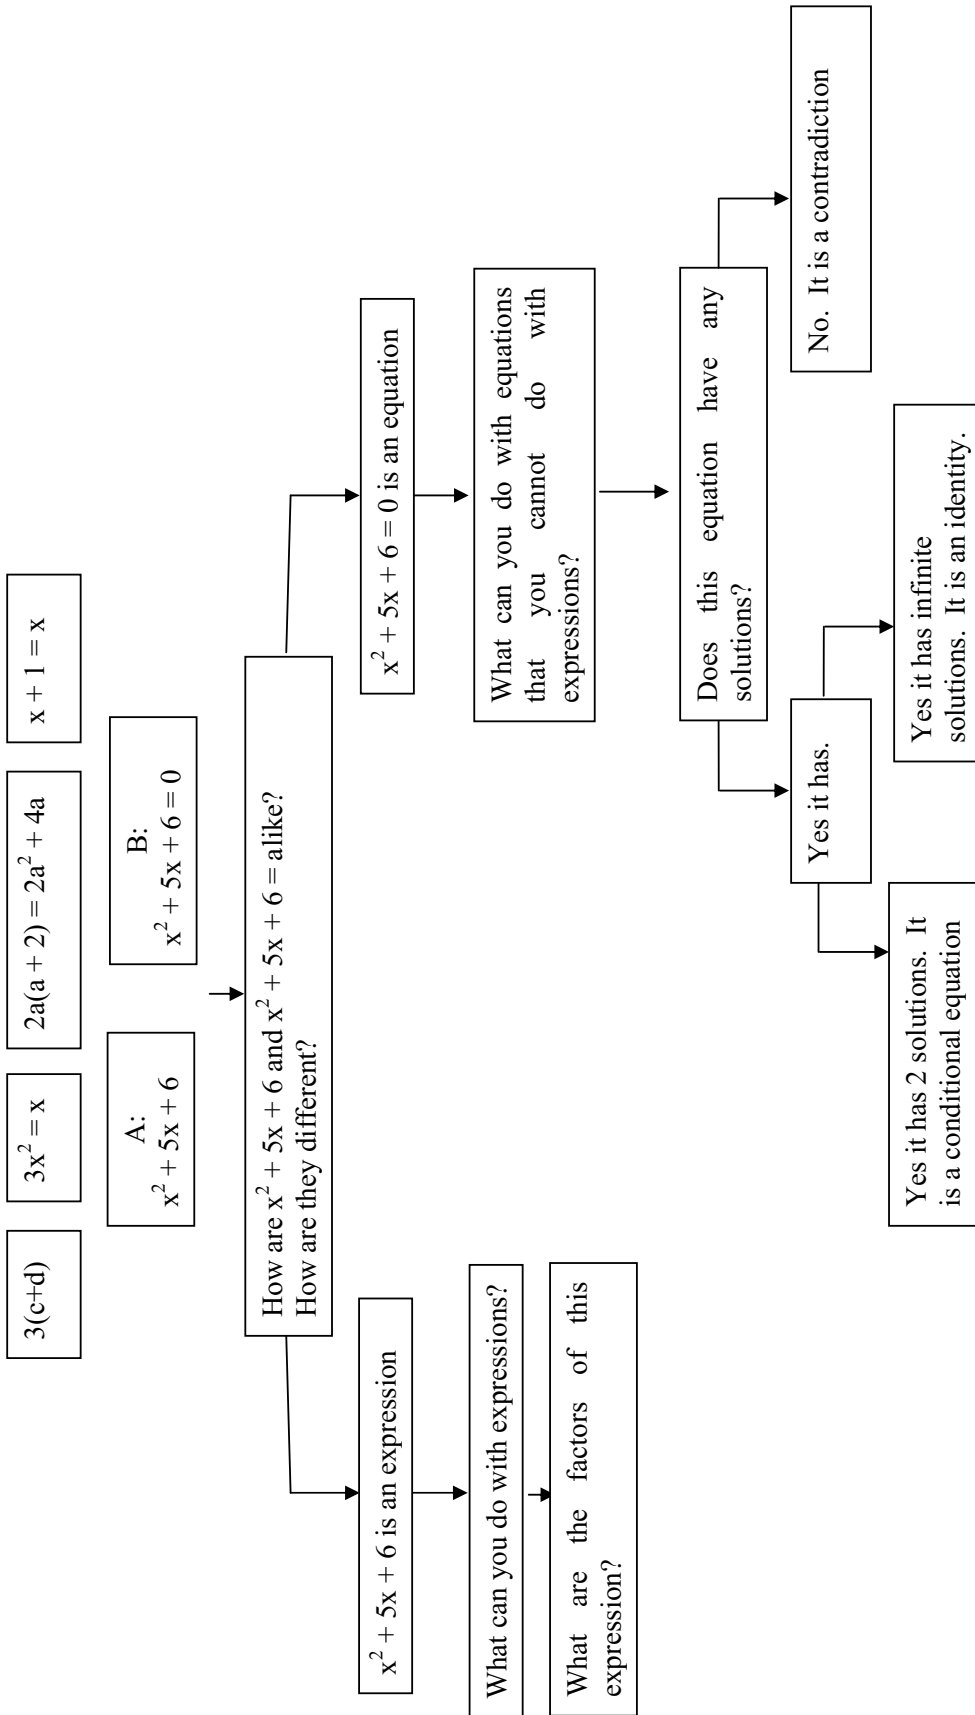 3(c+d)
3x² = x
2a(a + 2) = 2a² + 4a
x + 1 = x
A:
x² + 5x + 6
B:
x² + 5x + 6 = 0
How are x² + 5x + 6 and x² + 5x + 6 = alike?
How are they different?
x² + 5x + 6 is an expression
x² + 5x + 6 = 0 is an equation
What can you do with expressions?
What are the factors of this
expression?
What can you do with equations
that you cannot do with
expressions?
Does this equation have any
solutions?
Yes it has.
No. It is a contradiction
Yes it has 2 solutions. It
is a conditional equation
Yes it has infinite
solutions. It is an identity.